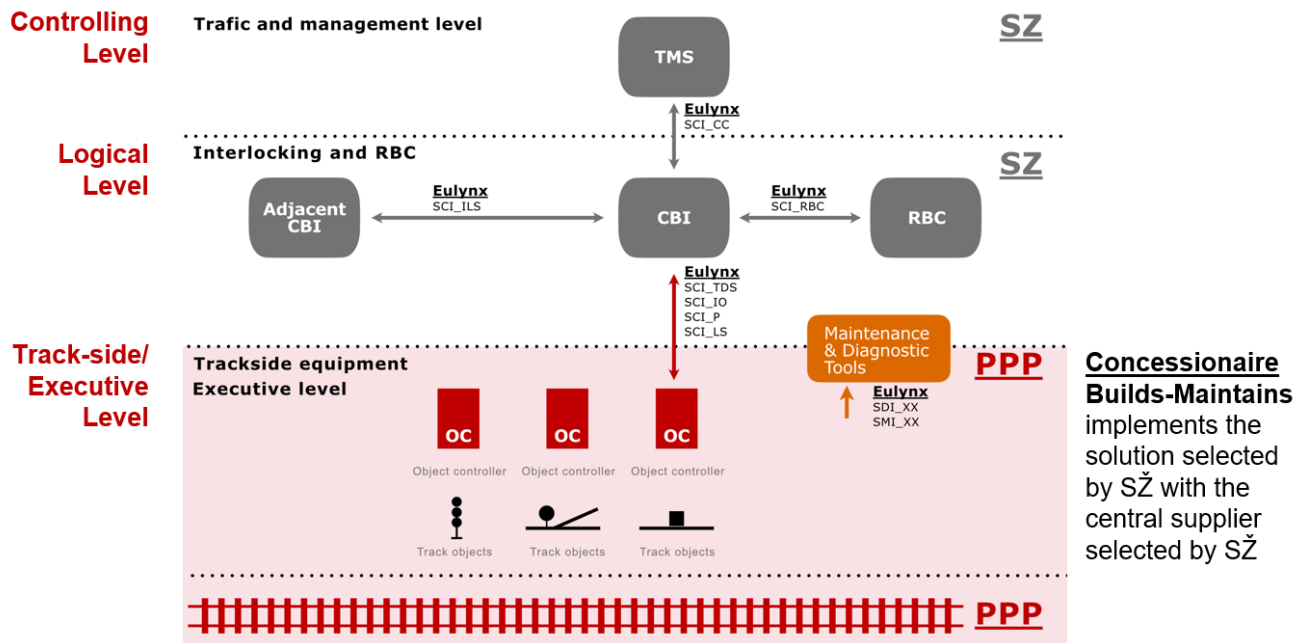 Controlling
Level
Trafic and management level
SZ
TMS
Eulynx
SCI_CC
Logical
Level
Interlocking and RBC
SZ
Adjacent
CBI
Eulynx
SCI_ILS
CBI
Eulynx
SCI_RBC
RBC
Eulynx
SCI_TDS
SCI_IO
SCI_P
SCI_LS
Track-side/
Executive
Level
Trackside equipment
Executive level
Maintenance
& Diagnostic
Tools
PPP
Eulynx
SDI_XX
SMI_XX
OC
OC
OC
Object controller
Object controller
Object controller
Track objects
Track objects
Track objects
PPP
Concessionaire
Builds-Maintains
implements the
solution selected
by SŽ with the
central supplier
selected by SŽ